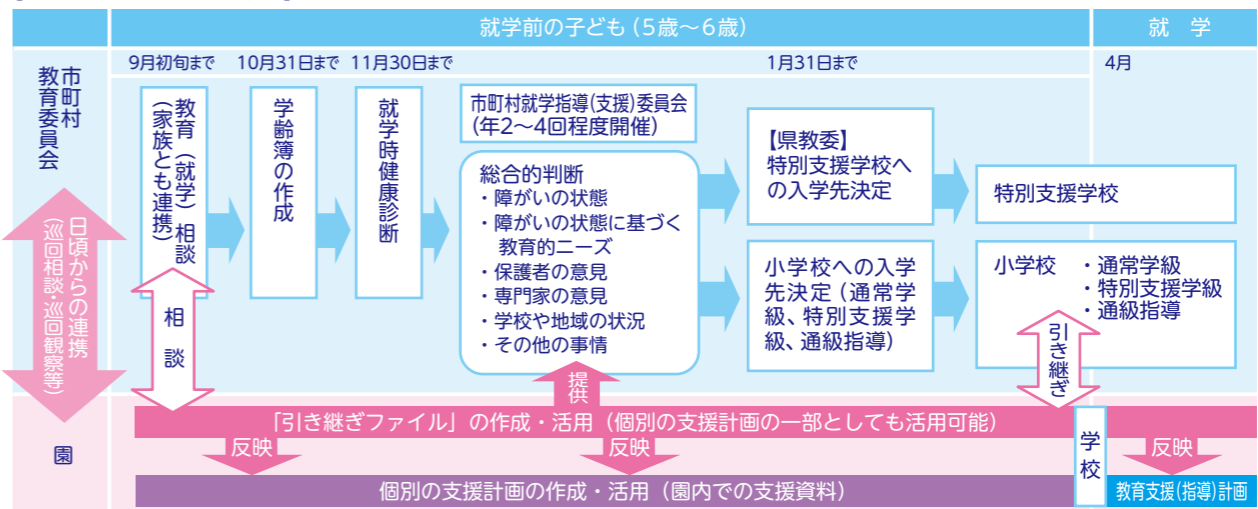 就学前の子ども（5歳〜6歳）
就　学
市町村
教育委員会
9月初旬まで
10月31日まで
11月30日まで
1月31日まで
4月
教育（就学）相談
（家族とも連携）
学齢簿の作成
就学時健康診断
市町村就学指導(支援)委員会
（年2〜4回程度開催）
総合的判断
・障がいの状態
・障がいの状態に基づく
教育的ニーズ
・保護者の意見
・専門家の意見
・学校や地域の状況
・その他の事情
【県教委】
特別支援学校へ
の入学先決定
小学校への入学
先決定（通常学
級、特別支援学
級、通級指導）
特別支援学校
小学校　・通常学級
・特別支援学級
・通級指導
日頃からの連携
（巡回相談・巡回観察等）
相談
提供
引き継ぎ
園
「引き継ぎファイル」の作成・活用（個別の支援計画の一部としても活用可能）
反映
反映
反映
学校
個別の支援計画の作成・活用（園内での支援資料）
教育支援(指導)計画